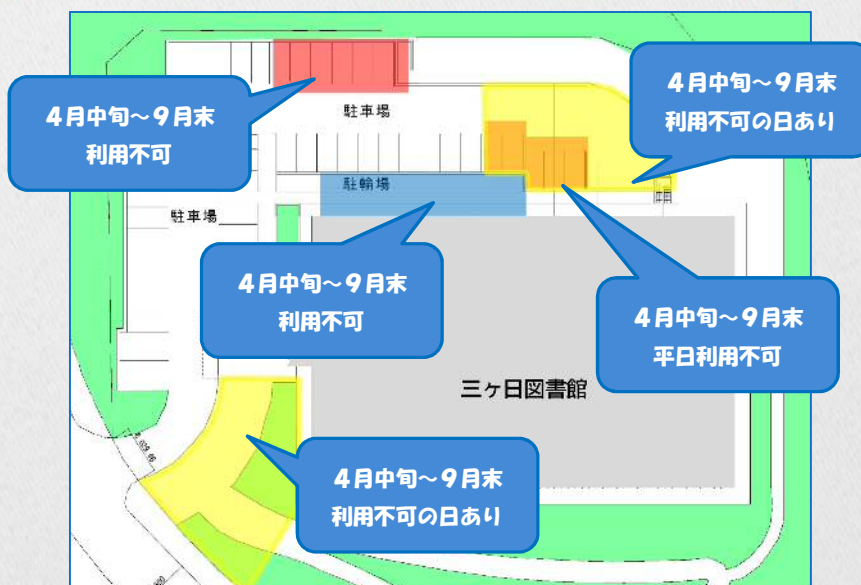 4月中旬～9月末
利用不可
4月中旬～9月末
利用不可の日あり
駐車場
駐輪場
駐車場
4月中旬～9月末
利用不可
4月中旬～9月末
平日利用不可
三ヶ日図書館
4月中旬～9月末
利用不可の日あり